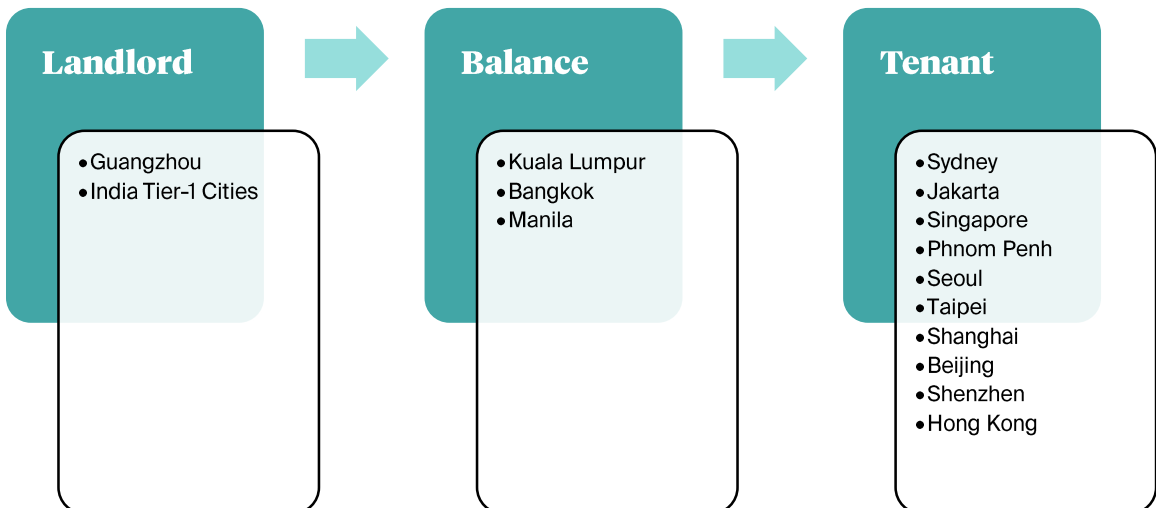 Landlord
•Guangzhou
•India Tier-1 Cities
Balance
•Kuala Lumpur
•Bangkok
•Manila
Tenant
•Sydney
•Jakarta
•Singapore
•Phnom Penh
•Seoul
•Taipei
•Shanghai
•Beijing
•Shenzhen
•Hong Kong